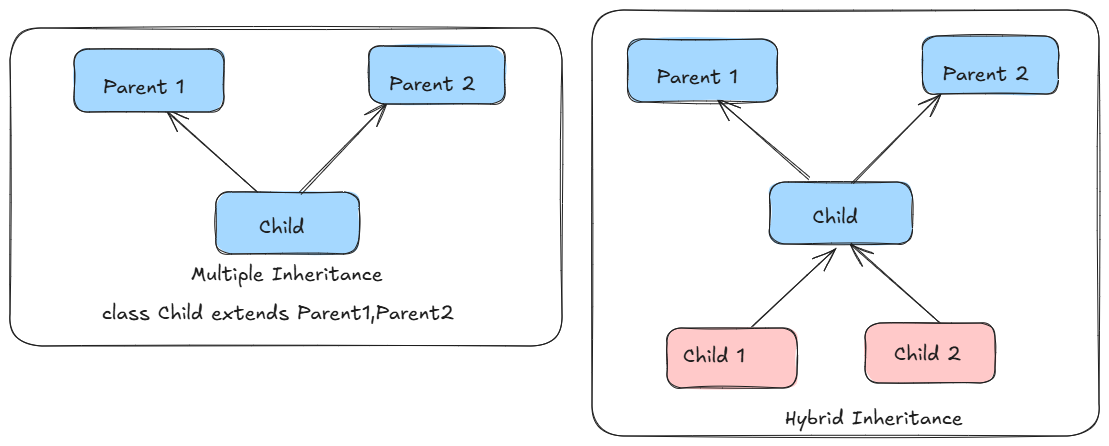 Parent 1
Parent 2
Child
Multiple Inheritance
class Child extends Parent1,Parent2
Parent 1
Parent 2
Child
Child 1
Child 2
Hybrid Inheritance